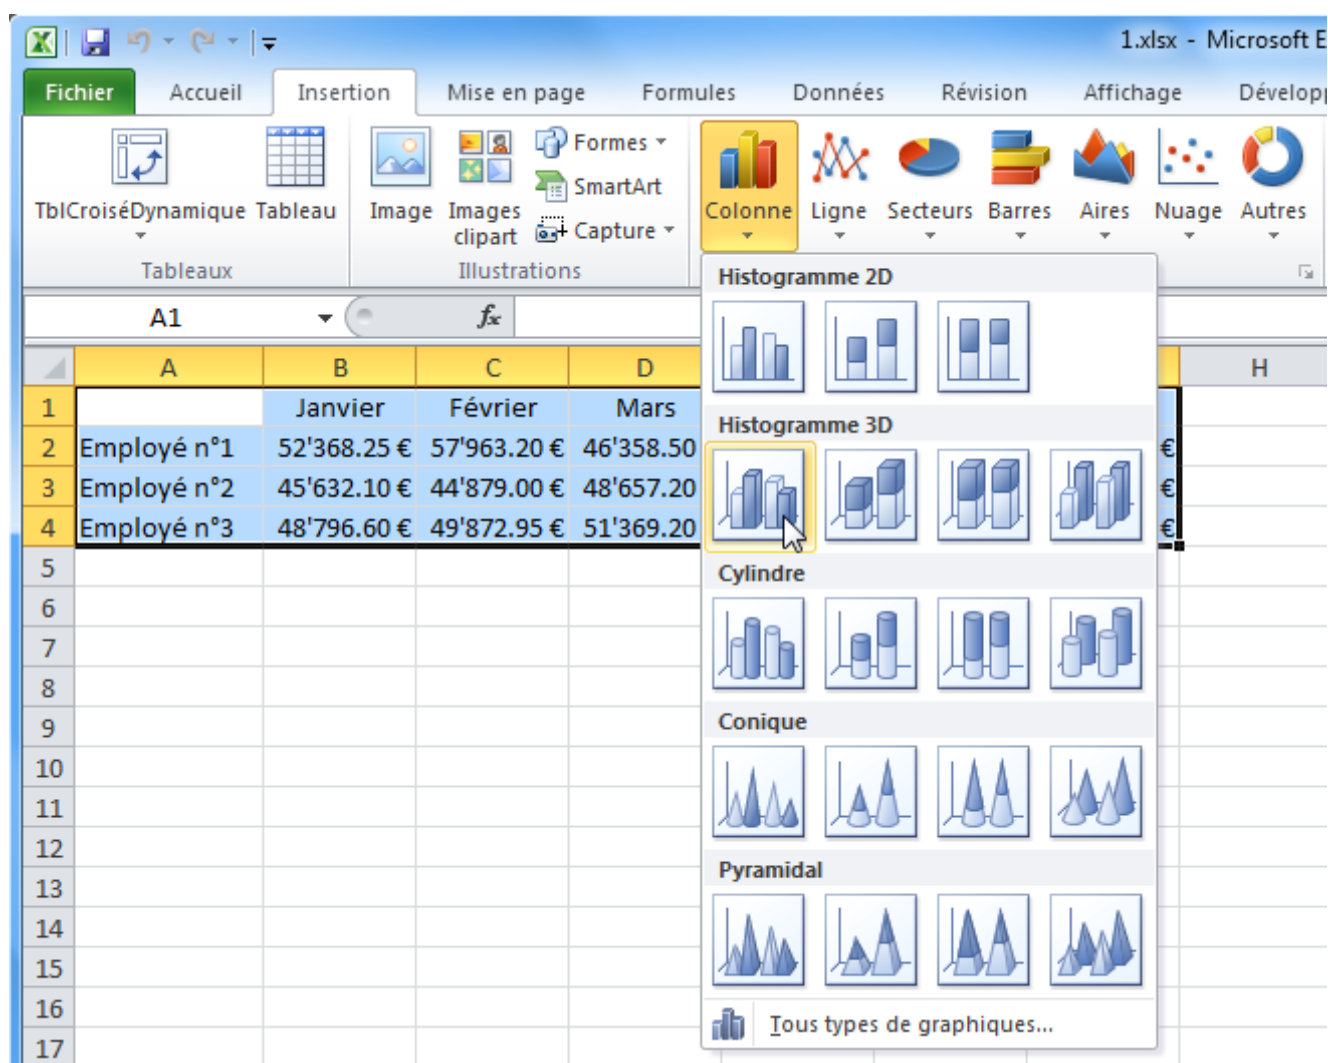 1.xlsx - Microsoft E
Fichier Accueil Insertion Mise en page Formules Données Révision Affichage Dévelop
TblCroiséDynamique Tableau Image Images clipart Formes SmartArt Capture Colonne Ligne Secteurs Barres Aires Nuage Autres
Tableaux Illustrations
A1 fx
A B C D H
1 Janvier Février Mars
2 Employé n°1 52'368.25 € 57'963.20 € 46'358.50 €
3 Employé n°2 45'632.10 € 44'879.00 € 48'657.20 €
4 Employé n°3 48'796.60 € 49'872.95 € 51'369.20 €
5
6
7
8
9
10
11
12
13
14
15
16
17
Histogramme 2D
Histogramme 3D
Cylindre
Conique
Pyramidal
Tous types de graphiques...